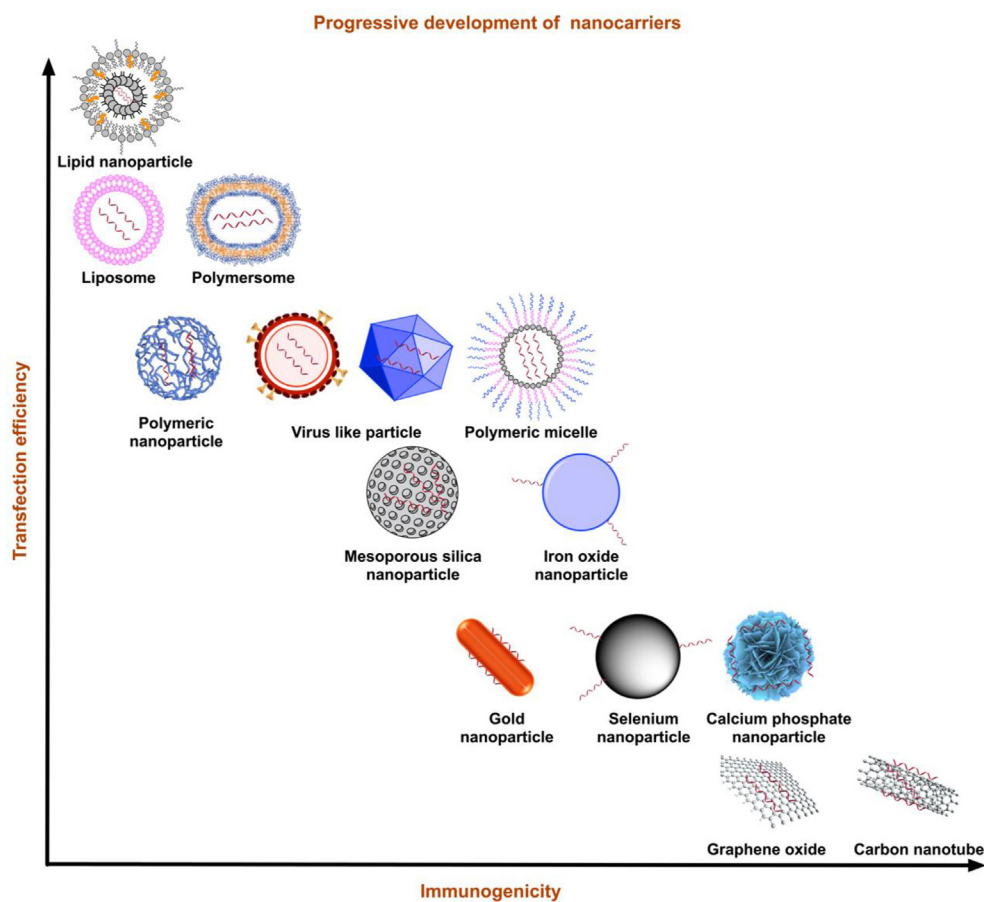 Progressive development of nanocarriers
Lipid nanoparticle
Liposome
Polymersome
Polymeric
nanoparticle
Virus like particle
Polymeric micelle
Mesoporous silica
nanoparticle
Iron oxide
nanoparticle
Gold
nanoparticle
Selenium
nanoparticle
Calcium phosphate
nanoparticle
Graphene oxide
Carbon nanotube
Transfection efficiency
Immunogenicity